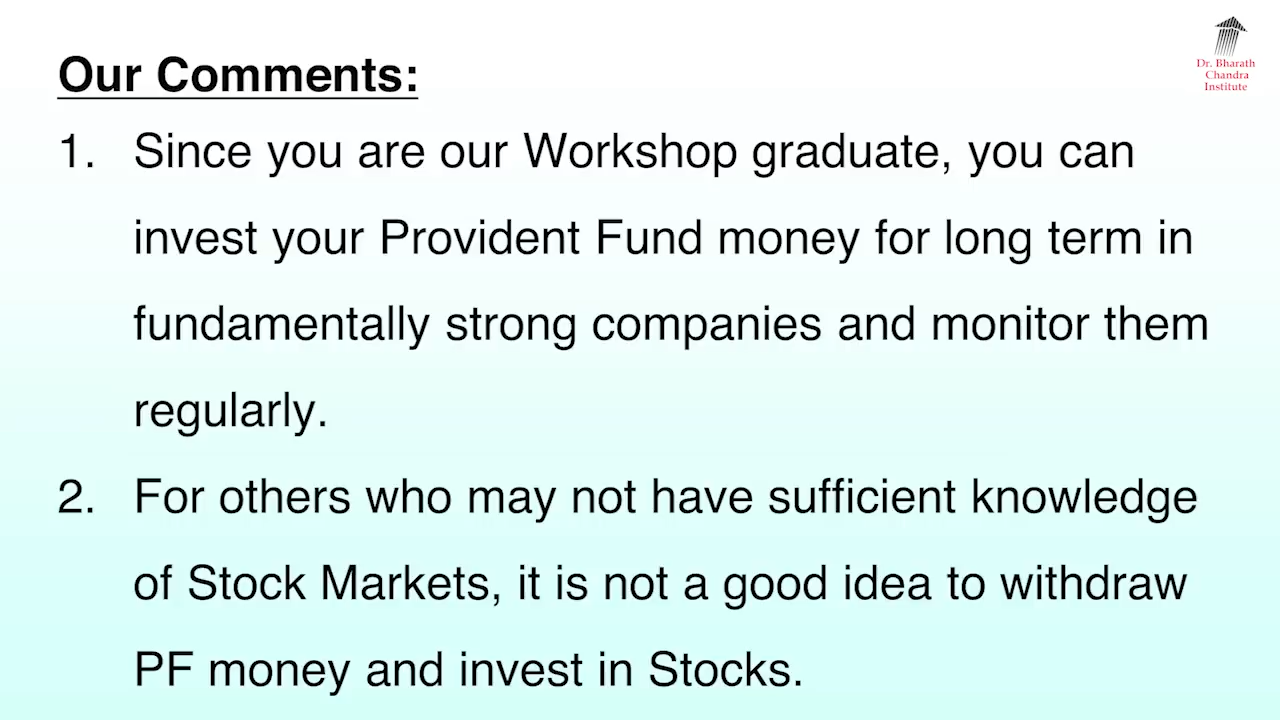 Dr. Bharath
Chandra
Institute
Our Comments:
1. Since you are our Workshop graduate, you can
invest your Provident Fund money for long term in
fundamentally strong companies and monitor them
regularly.
2. For others who may not have sufficient knowledge
of Stock Markets, it is not a good idea to withdraw
PF money and invest in Stocks.